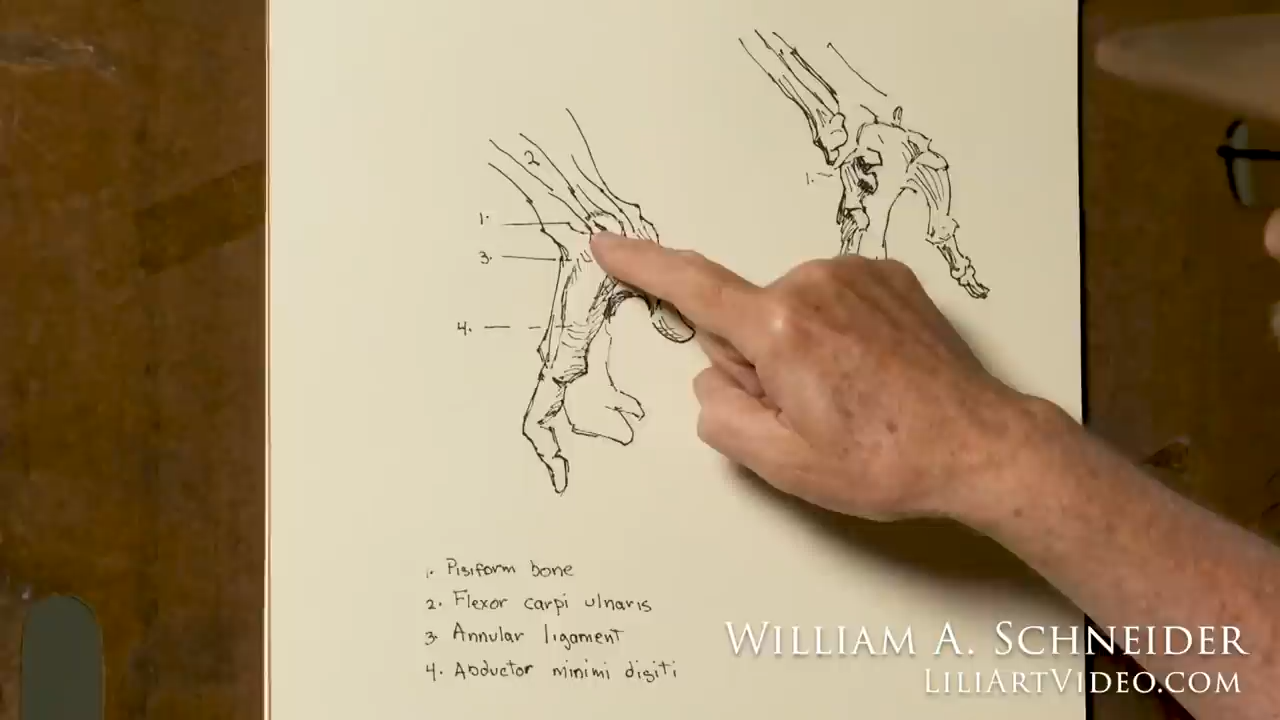 1.
2
1.
3.
4.
1. Pisiform bone
2. Flexor carpi ulnaris
3. Annular ligament
4. Abductor minimi digiti
WILLIAM A. SCHNEIDER
LILIARTVIDEO.COM